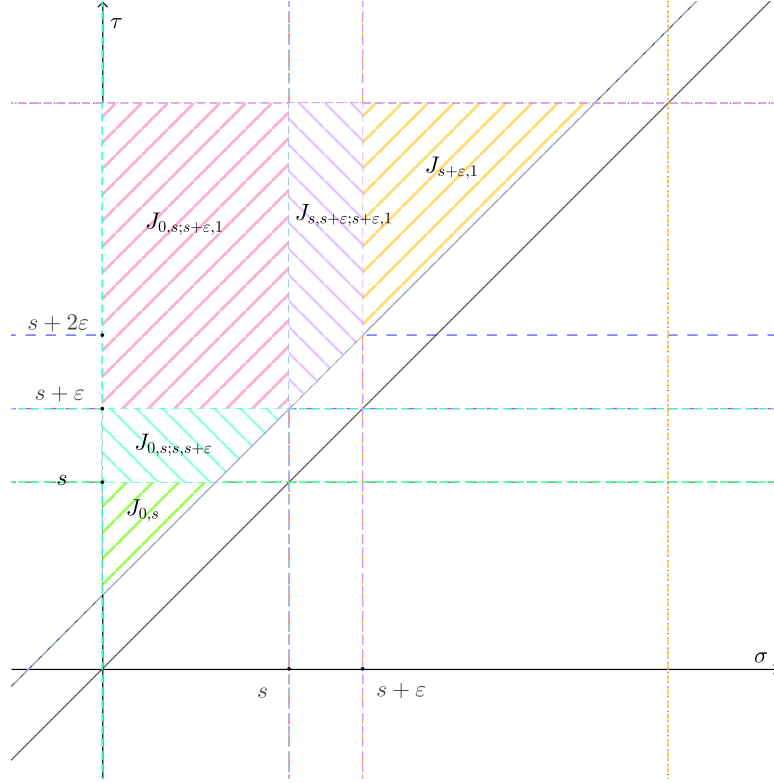 τ
J_{s+ε,1}
J_{0,s;s+ε,1}
J_{s,s+ε;s+ε,1}
s + 2ε
s + ε
J_{0,s;s,s+ε}
s
J_{0,s}
σ
s
s + ε